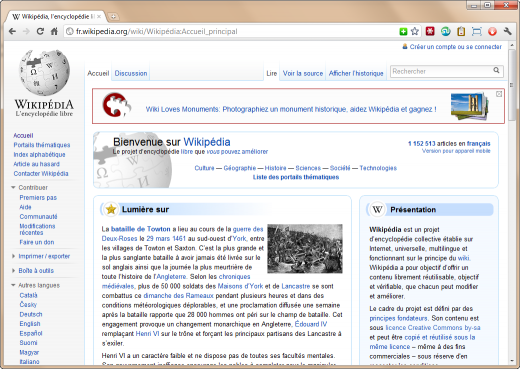 Wikipédia, l'encyclopédie lib
fr.wikipedia.org/wiki/Wikipédia:Accueil_principal
Créer un compte ou se connecter
Accueil Discussion Lire Voir la source Afficher l'historique Rechercher
WIKIPÉDIA
L'encyclopédie libre
Wiki Loves Monuments: Photographiez un monument historique, aidez Wikipédia et gagnez !
Accueil
Portails thématiques
Index alphabétique
Article au hasard
Contacter Wikipédia
Contribuer
Premiers pas
Aide
Communauté
Modifications
récentes
Faire un don
Imprimer / exporter
Boîte à outils
Autres langues
Català
Česky
Deutsch
English
Español
Suomi
Magyar
Italiano
Bienvenue sur Wikipédia
Le projet d'encyclopédie libre que vous pouvez améliorer
1 152 513 articles en français
Version pour appareil mobile
Culture — Géographie — Histoire — Sciences — Société — Technologies
Liste des portails thématiques
Lumière sur
La bataille de Towton a lieu au cours de la guerre des
Deux-Roses le 29 mars 1461 au sud-ouest d'York, entre
les villages de Towton et Saxton. C'est la plus grande et
la plus sanglante bataille à avoir jamais été livrée sur le
sol anglais ainsi que la journée la plus meurtrière de
toute l'histoire de l'Angleterre. Selon les chroniques
médiévales, plus de 50 000 soldats des Maisons d'York et de Lancastre se sont
combattus ce dimanche des Rameaux pendant plusieurs heures et dans des
conditions météorologiques déplorables, et une proclamation diffusée une semaine
après la bataille rapporte que 28 000 hommes ont péri sur le champ de bataille. Cet
engagement provoque un changement monarchique en Angleterre, Édouard IV
remplaçant Henri VI sur le trône et forçant les principaux partisans des Lancastre à
s'exiler.
Henri VI a un caractère faible et ne dispose pas de toutes ses facultés mentales.
Présentation
Wikipédia est un projet
d'encyclopédie collective établie sur
Internet, universelle, multilingue et
fonctionnant sur le principe du wiki.
Wikipédia a pour objectif d'offrir un
contenu librement réutilisable, objectif
et vérifiable, que chacun peut modifier
et améliorer.
Le cadre du projet est défini par des
principes fondateurs. Son contenu est
sous licence Creative Commons by-sa
et peut être copié et réutilisé sous la
même licence – même à des fins
commerciales – sous réserve d'en